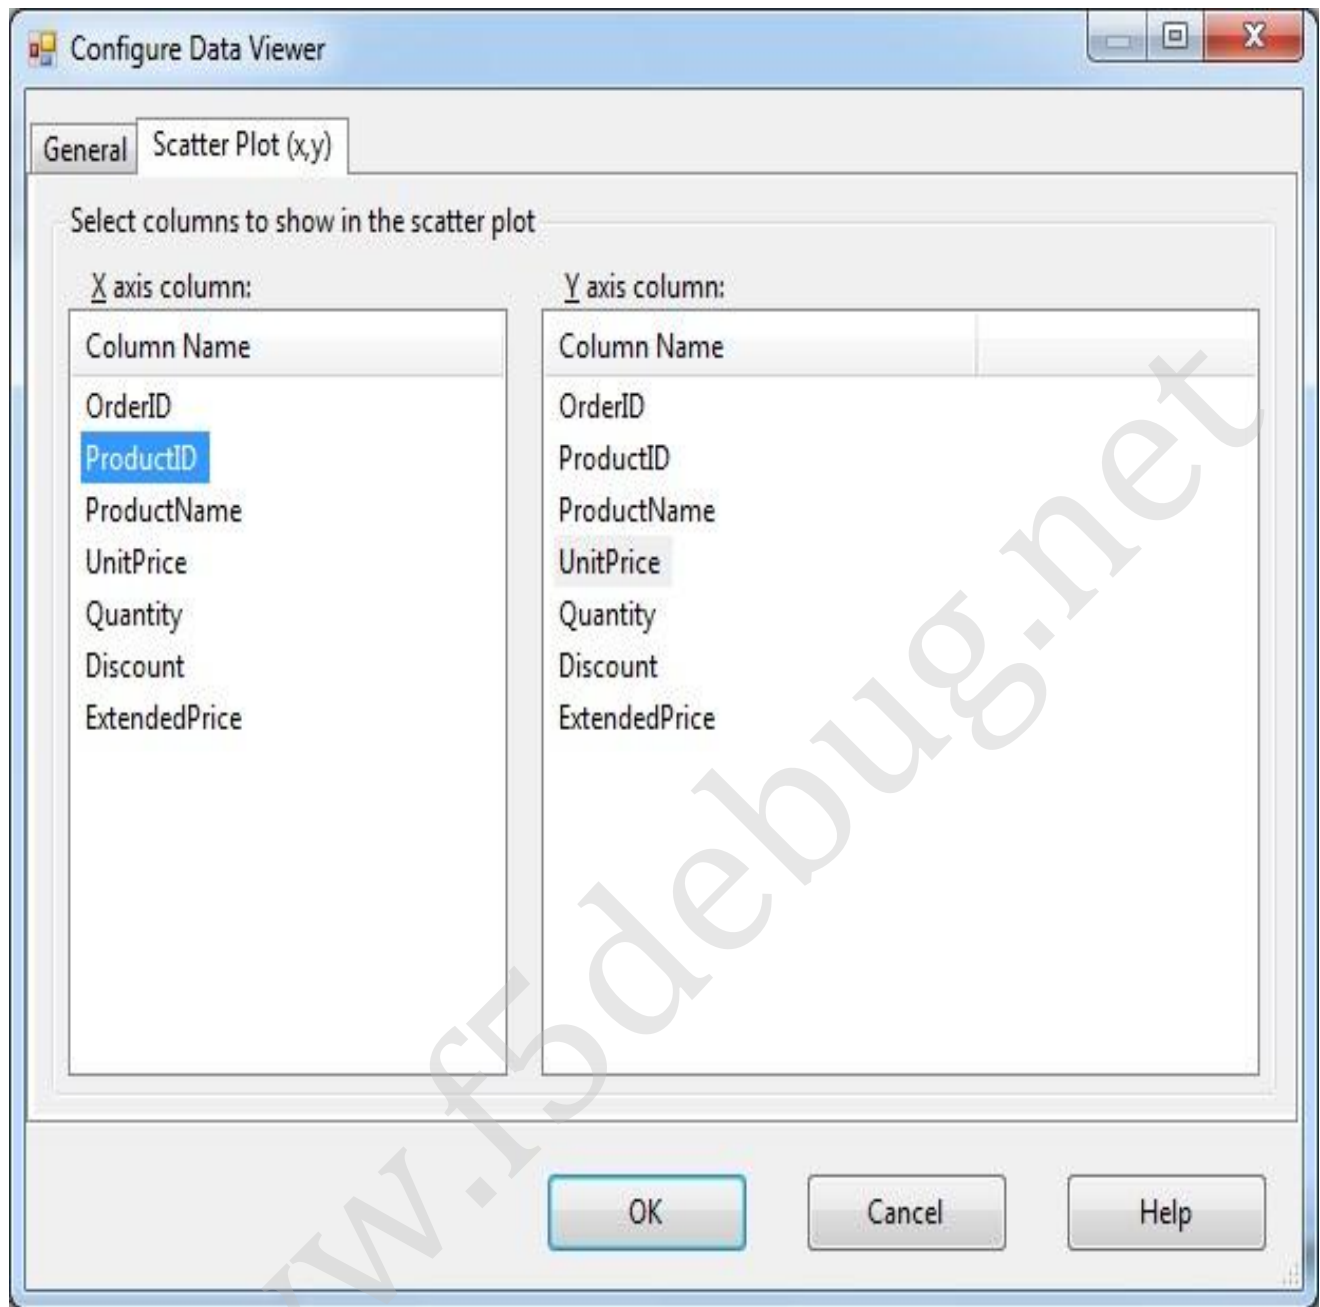 Configure Data Viewer
General
Scatter Plot (x,y)
Select columns to show in the scatter plot
X axis column:
Column Name
OrderID
ProductID
ProductName
UnitPrice
Quantity
Discount
ExtendedPrice
Y axis column:
Column Name
OrderID
ProductID
ProductName
UnitPrice
Quantity
Discount
ExtendedPrice
OK
Cancel
Help
w.f5debug.net